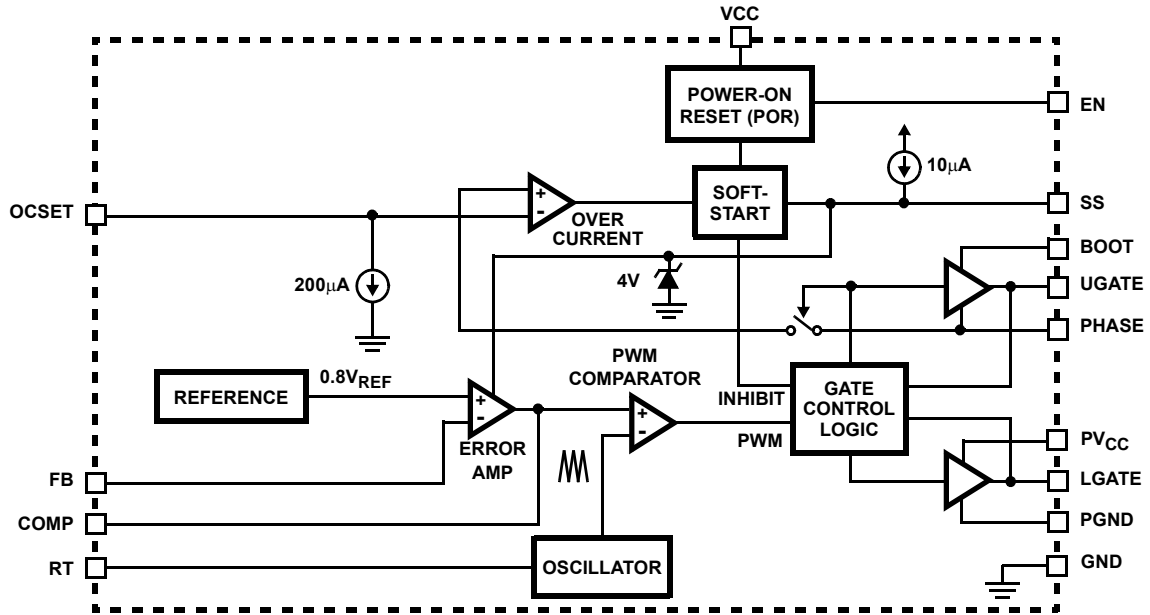 VCC
POWER-ON
RESET (POR)
EN
10µA
SOFT-
START
OCSET
+
-
OVER
CURRENT
SS
BOOT
200µA
4V
UGATE
PHASE
PWM
COMPARATOR
0.8VREF
REFERENCE
+
-
+
-
INHIBIT
GATE
CONTROL
LOGIC
PWM
ERROR
AMP
PVCC
FB
LGATE
COMP
PGND
RT
OSCILLATOR
GND